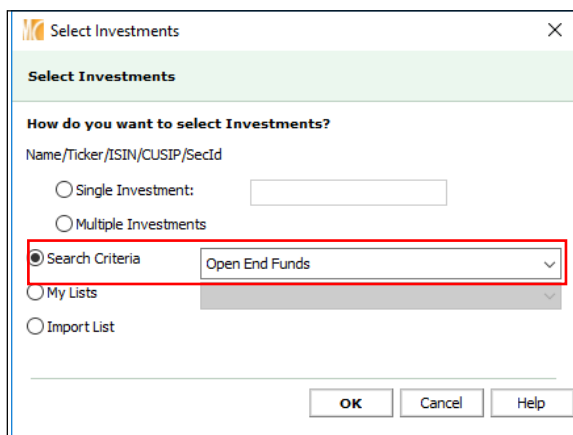 Select Investments
Select Investments
How do you want to select Investments?
Name/Ticker/ISIN/CUSIP/SecId
Single Investment:
Multiple Investments
Search Criteria Open End Funds
My Lists
Import List
OK Cancel Help